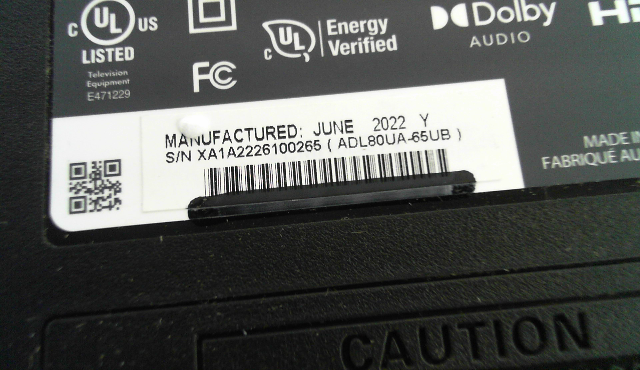 C UL US
LISTED
Television
Equipment
E471229
FC
C UL Energy
Verified
Dolby
AUDIO
MANUFACTURED: JUNE 2022 Y
S/N XA1A2226100265 ( ADL80UA-65UB )
MADE I
FABRIQUÉ AU
CAUTION